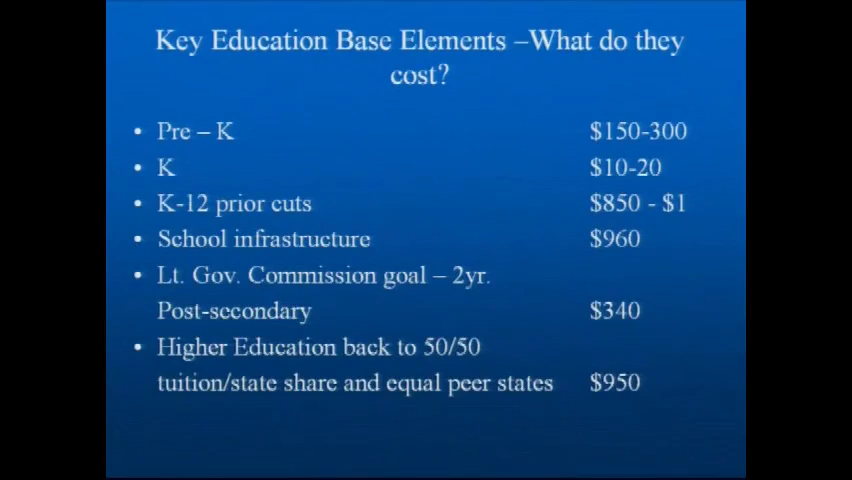 Key Education Base Elements –What do they
cost?
• Pre – K $150-300
• K $10-20
• K-12 prior cuts $850 - $1
• School infrastructure $960
• Lt. Gov. Commission goal – 2yr.
Post-secondary $340
• Higher Education back to 50/50
tuition/state share and equal peer states $950